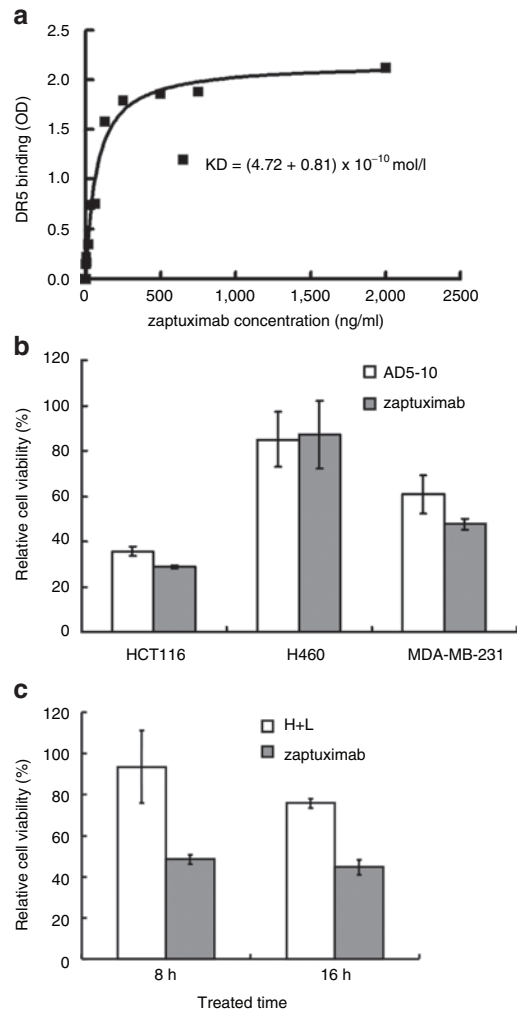 a
2.5
2.0
1.5
1.0
0.5
0.0
DR5 binding (OD)
KD = (4.72 + 0.81) x 10⁻¹⁰ mol/l
0 500 1,000 1,500 2,000 2500
zaptuximab concentration (ng/ml)
b
120
100
80
60
40
20
0
Relative cell viability (%)
AD5-10
zaptuximab
HCT116 H460 MDA-MB-231
c
120
100
80
60
40
20
0
Relative cell viability (%)
H+L
zaptuximab
8 h 16 h
Treated time